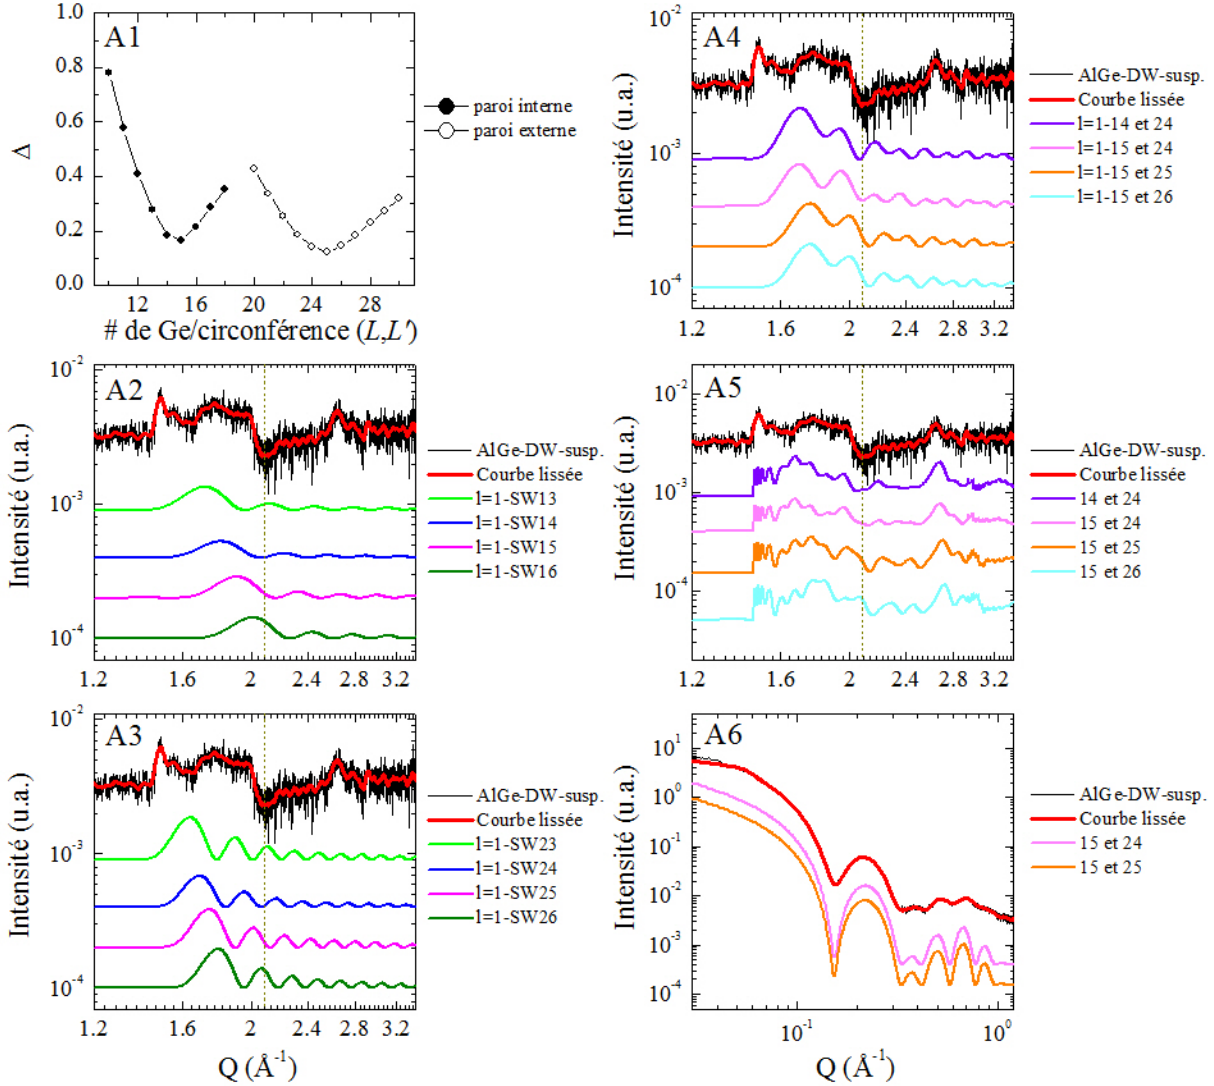 A1
1.0
0.8
0.6
0.4
0.2
0.0
Δ
12 16 20 24 28
# de Ge/circonférence (L,L')
paroi interne
paroi externe
A4
10⁻²
10⁻³
10⁻⁴
Intensité (u.a.)
1.2 1.6 2 2.4 2.8 3.2
AlGe-DW-susp.
Courbe lissée
l=1-14 et 24
l=1-15 et 24
l=1-15 et 25
l=1-15 et 26
A2
10⁻²
10⁻³
10⁻⁴
Intensité (u.a.)
1.2 1.6 2 2.4 2.8 3.2
AlGe-DW-susp.
Courbe lissée
l=1-SW13
l=1-SW14
l=1-SW15
l=1-SW16
A5
10⁻²
10⁻³
10⁻⁴
Intensité (u.a.)
1.2 1.6 2 2.4 2.8 3.2
AlGe-DW-susp.
Courbe lissée
14 et 24
15 et 24
15 et 25
15 et 26
A3
10⁻²
10⁻³
10⁻⁴
Intensité (u.a.)
1.2 1.6 2 2.4 2.8 3.2
Q (Å⁻¹)
AlGe-DW-susp.
Courbe lissée
l=1-SW23
l=1-SW24
l=1-SW25
l=1-SW26
A6
10¹
10⁰
10⁻¹
10⁻²
10⁻³
10⁻⁴
Intensité (u.a.)
10⁻¹ 10⁰
Q (Å⁻¹)
AlGe-DW-susp.
Courbe lissée
15 et 24
15 et 25